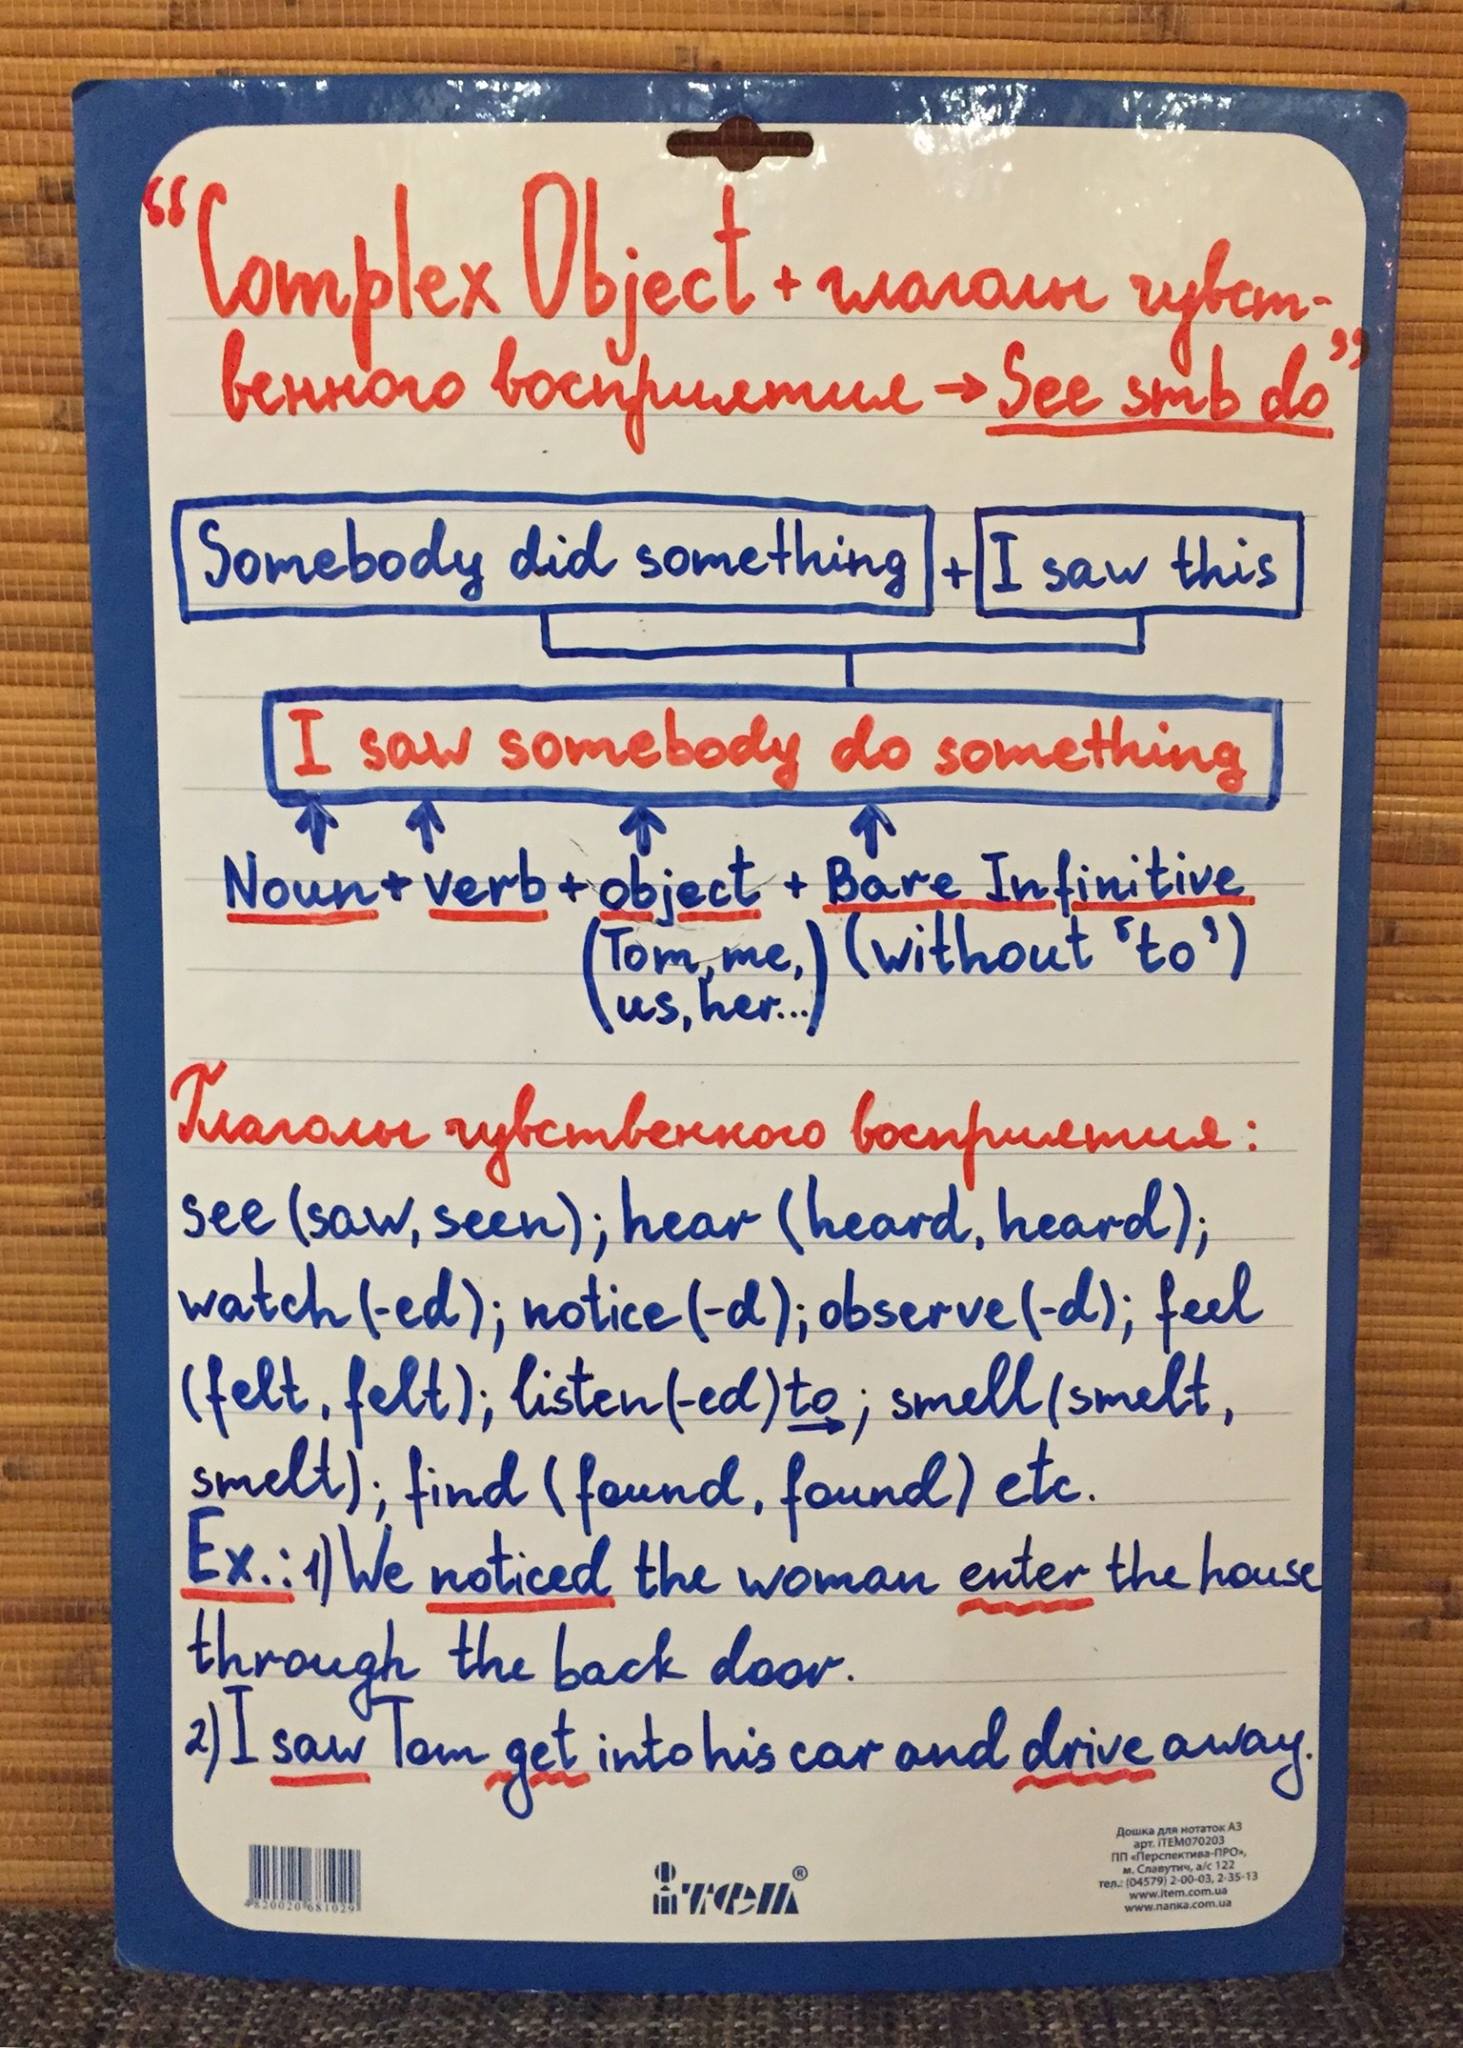 “Complex Object + глаголы чувст-
венного восприятия → See smb do”
Somebody did something + I saw this
I saw somebody do something
Noun + verb + object + Bare Infinitive
(Tom, me, us, her...) (without 'to')
Глаголы чувственного восприятия:
see (saw, seen); hear (heard, heard);
watch (-ed); notice (-d); observe (-d); feel
(felt, felt); listen (-ed) to; smell (smelt,
smelt); find (found, found) etc.
Ex.: 1) We noticed the woman enter the house
through the back door.
2) I saw Tom get into his car and drive away.
4820020681029
iтем®
Дошка для нотаток А3
арт. iTEM070203
ПП «Перспектива-ПРО»,
м. Славутич, а/с 122
тел.: (04579) 2-00-03, 2-35-13
www.item.com.ua
www.nanka.com.ua